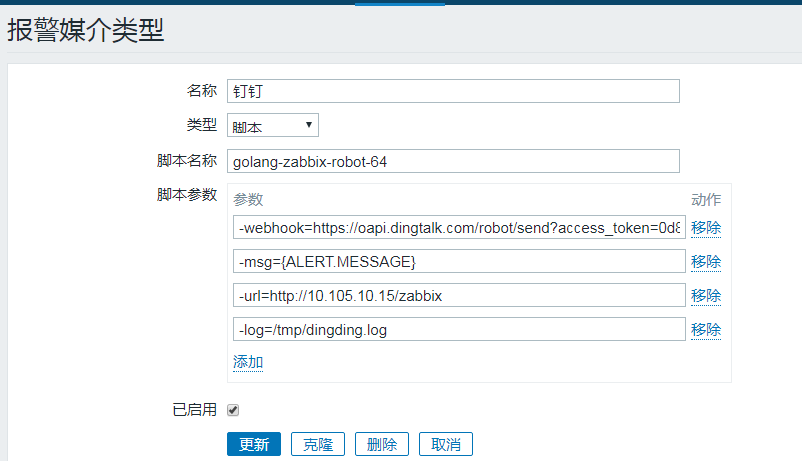 报警媒介类型
名称 钉钉
类型 脚本
脚本名称 golang-zabbix-robot-64
脚本参数 参数 动作
-webhook=https://oapi.dingtalk.com/robot/send?access_token=0d8 移除
-msg={ALERT.MESSAGE} 移除
-url=http://10.105.10.15/zabbix 移除
-log=/tmp/dingding.log 移除
添加
已启用
更新 克隆 删除 取消